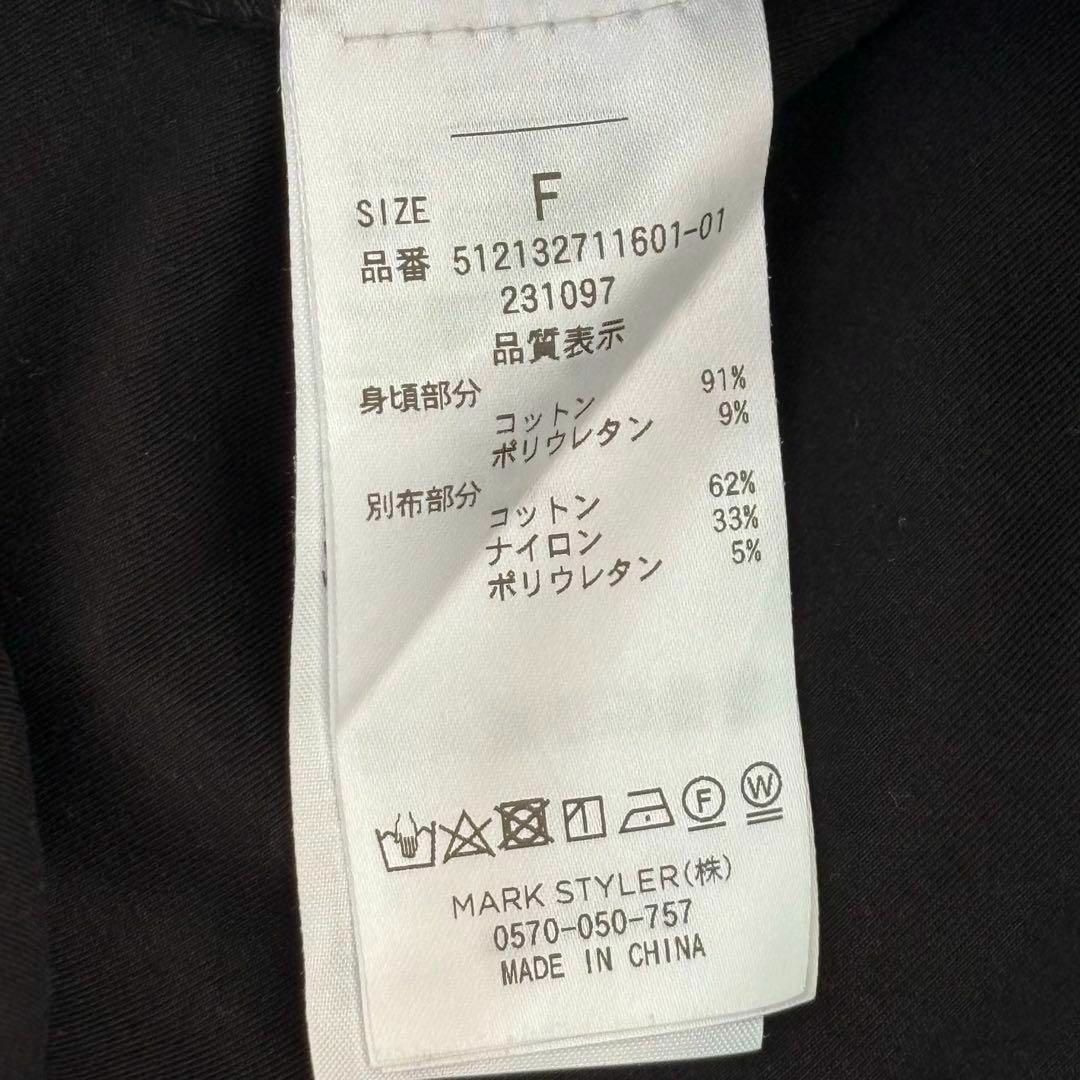 SIZE F
品番 512132711601-01
231097
品質表示
身頃部分
コットン 91%
ポリウレタン 9%
別布部分
コットン 62%
ナイロン 33%
ポリウレタン 5%
F W
MARK STYLER(株)
0570-050-757
MADE IN CHINA